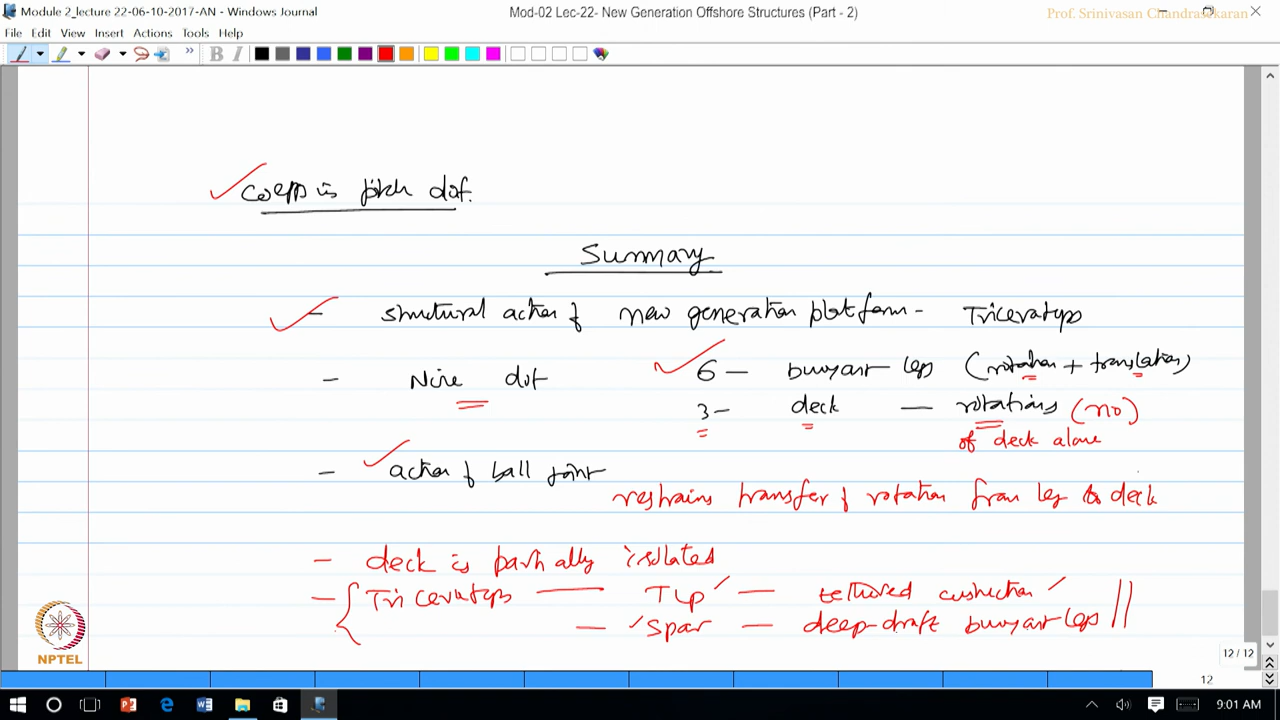 Module 2_lecture 22-06-10-2017-AN - Windows Journal
Mod-02 Lec-22- New Generation Offshore Structures (Part - 2)
Prof. Srinivasan Chandrasekaran
File Edit View Insert Actions Tools Help
B I
pitch dof.
Summary
- structural action of new generation platform - Triceratops
- Nine dof 6 - buoyant legs (rotation + translation)
3 - deck - rotations (no)
of deck alone
- action of ball joint
restrains transfer of rotation from leg to deck
- deck is partially isolated
- { Triceratops — TLP — tethered
— spar — deep-draft buoyant legs ||
NPTEL
12 / 12
12
9:01 AM